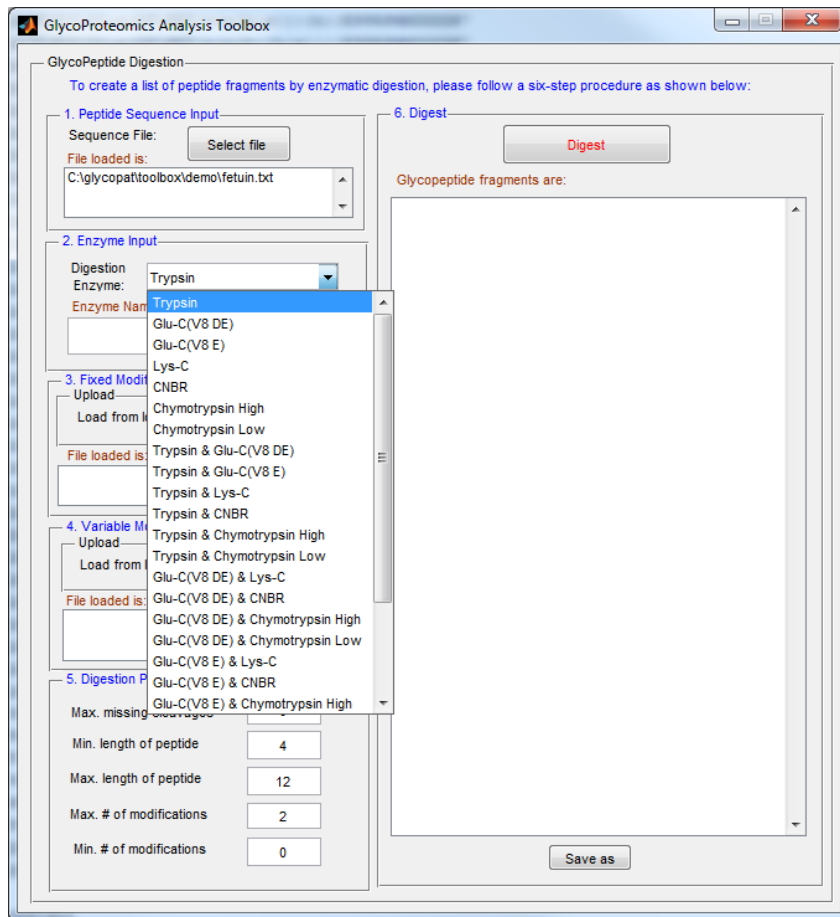 GlycoProteomics Analysis Toolbox
GlycoPeptide Digestion
To create a list of peptide fragments by enzymatic digestion, please follow a six-step procedure as shown below:
1. Peptide Sequence Input
Sequence File:
Select file
File loaded is:
C:\glycopat\toolbox\demo\fetuin.txt
2. Enzyme Input
Digestion
Enzyme:
Trypsin
Enzyme
Trypsin
Glu-C(V8 DE)
Glu-C(V8 E)
Lys-C
CNBR
Chymotrypsin High
Chymotrypsin Low
Trypsin & Glu-C(V8 DE)
Trypsin & Glu-C(V8 E)
Trypsin & Lys-C
Trypsin & CNBR
Trypsin & Chymotrypsin High
Trypsin & Chymotrypsin Low
Glu-C(V8 DE) & Lys-C
Glu-C(V8 DE) & CNBR
Glu-C(V8 DE) & Chymotrypsin High
Glu-C(V8 DE) & Chymotrypsin Low
Glu-C(V8 E) & Lys-C
Glu-C(V8 E) & CNBR
Glu-C(V8 E) & Chymotrypsin High
3. Fixed
Upload
Load from
File loaded is:
4. Variable
Upload
Load from
File loaded is:
5. Digestion
Max. missing cleavages
Min. length of peptide
4
Max. length of peptide
12
Max. # of modifications
2
Min. # of modifications
0
6. Digest
Digest
Glycopeptide fragments are:
Save as